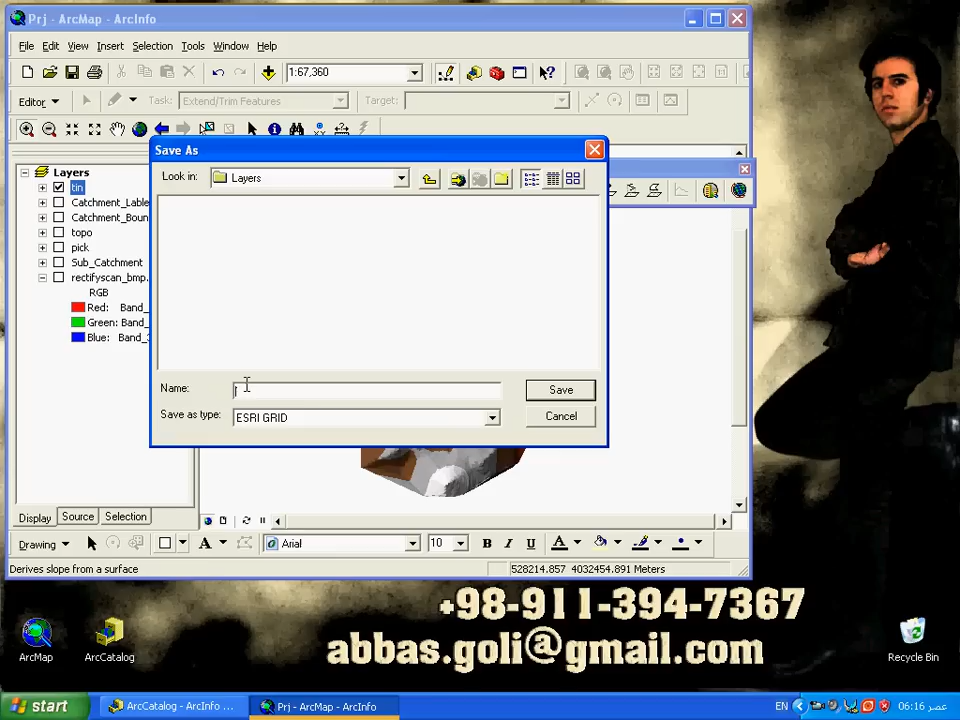 Prj - ArcMap - ArcInfo
File Edit View Insert Selection Tools Window Help
1:67,360
Editor Task: Extend/Trim Features Target:
Save As
Look in: Layers
Layers
tin
Catchment_Lable
Catchment_Boun
topo
pick
Sub_Catchment
rectifyscan_bmp.
RGB
Red: Band_
Green: Band_
Blue: Band_3
Name:
Save
Save as type: ESRI GRID
Cancel
Display Source Selection
Drawing A Arial 10 B I U A
Derives slope from a surface
528214.857 4032454.891 Meters
+98-911-394-7367
abbas.goli@gmail.com
ArcMap
ArcCatalog
Recycle Bin
start
ArcCatalog - ArcInfo ...
Prj - ArcMap - ArcInfo
EN
06:16 عصر